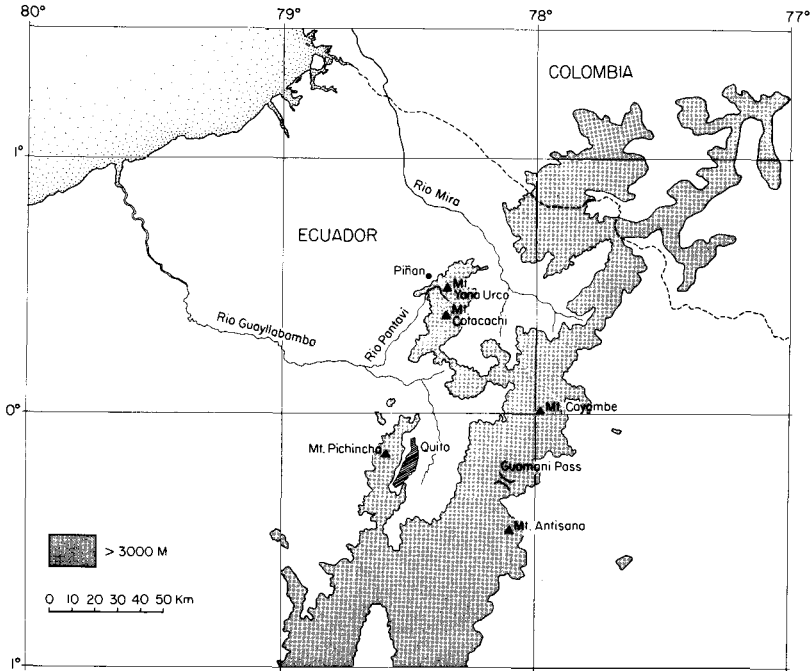 80°
79°
78°
77°
COLOMBIA
1°
Rio Mira
ECUADOR
Piñan
Mt.
Yana Urco
Mt.
Cotacachi
Rio Pantavi
Rio Guayllabamba
0°
Mt. Cayambe
Mt. Pichincha
Quito
Guamani Pass
Mt. Antisana
> 3000 M
0 10 20 30 40 50 Km
1°